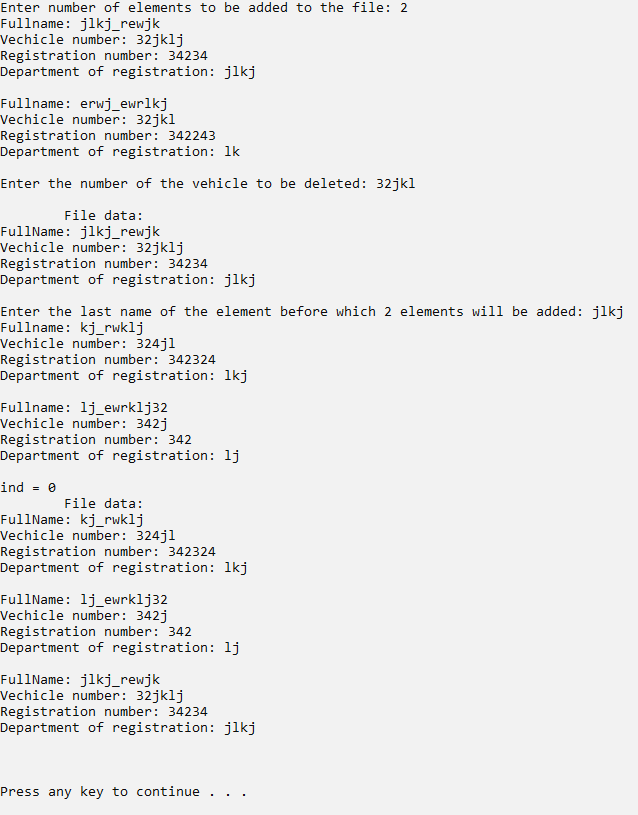 Enter number of elements to be added to the file: 2
Fullname: jlkj_rewjk
Vechicle number: 32jklj
Registration number: 34234
Department of registration: jlkj
Fullname: erwj_ewrlkj
Vechicle number: 32jkl
Registration number: 342243
Department of registration: lk
Enter the number of the vehicle to be deleted: 32jkl
File data:
FullName: jlkj_rewjk
Vechicle number: 32jklj
Registration number: 34234
Department of registration: jlkj
Enter the last name of the element before which 2 elements will be added: jlkj
Fullname: kj_rwklj
Vechicle number: 324jl
Registration number: 342324
Department of registration: lkj
Fullname: lj_ewrklj32
Vechicle number: 342j
Registration number: 342
Department of registration: lj
ind = 0
File data:
FullName: kj_rwklj
Vechicle number: 324jl
Registration number: 342324
Department of registration: lkj
FullName: lj_ewrklj32
Vechicle number: 342j
Registration number: 342
Department of registration: lj
FullName: jlkj_rewjk
Vechicle number: 32jklj
Registration number: 34234
Department of registration: jlkj
Press any key to continue . . .